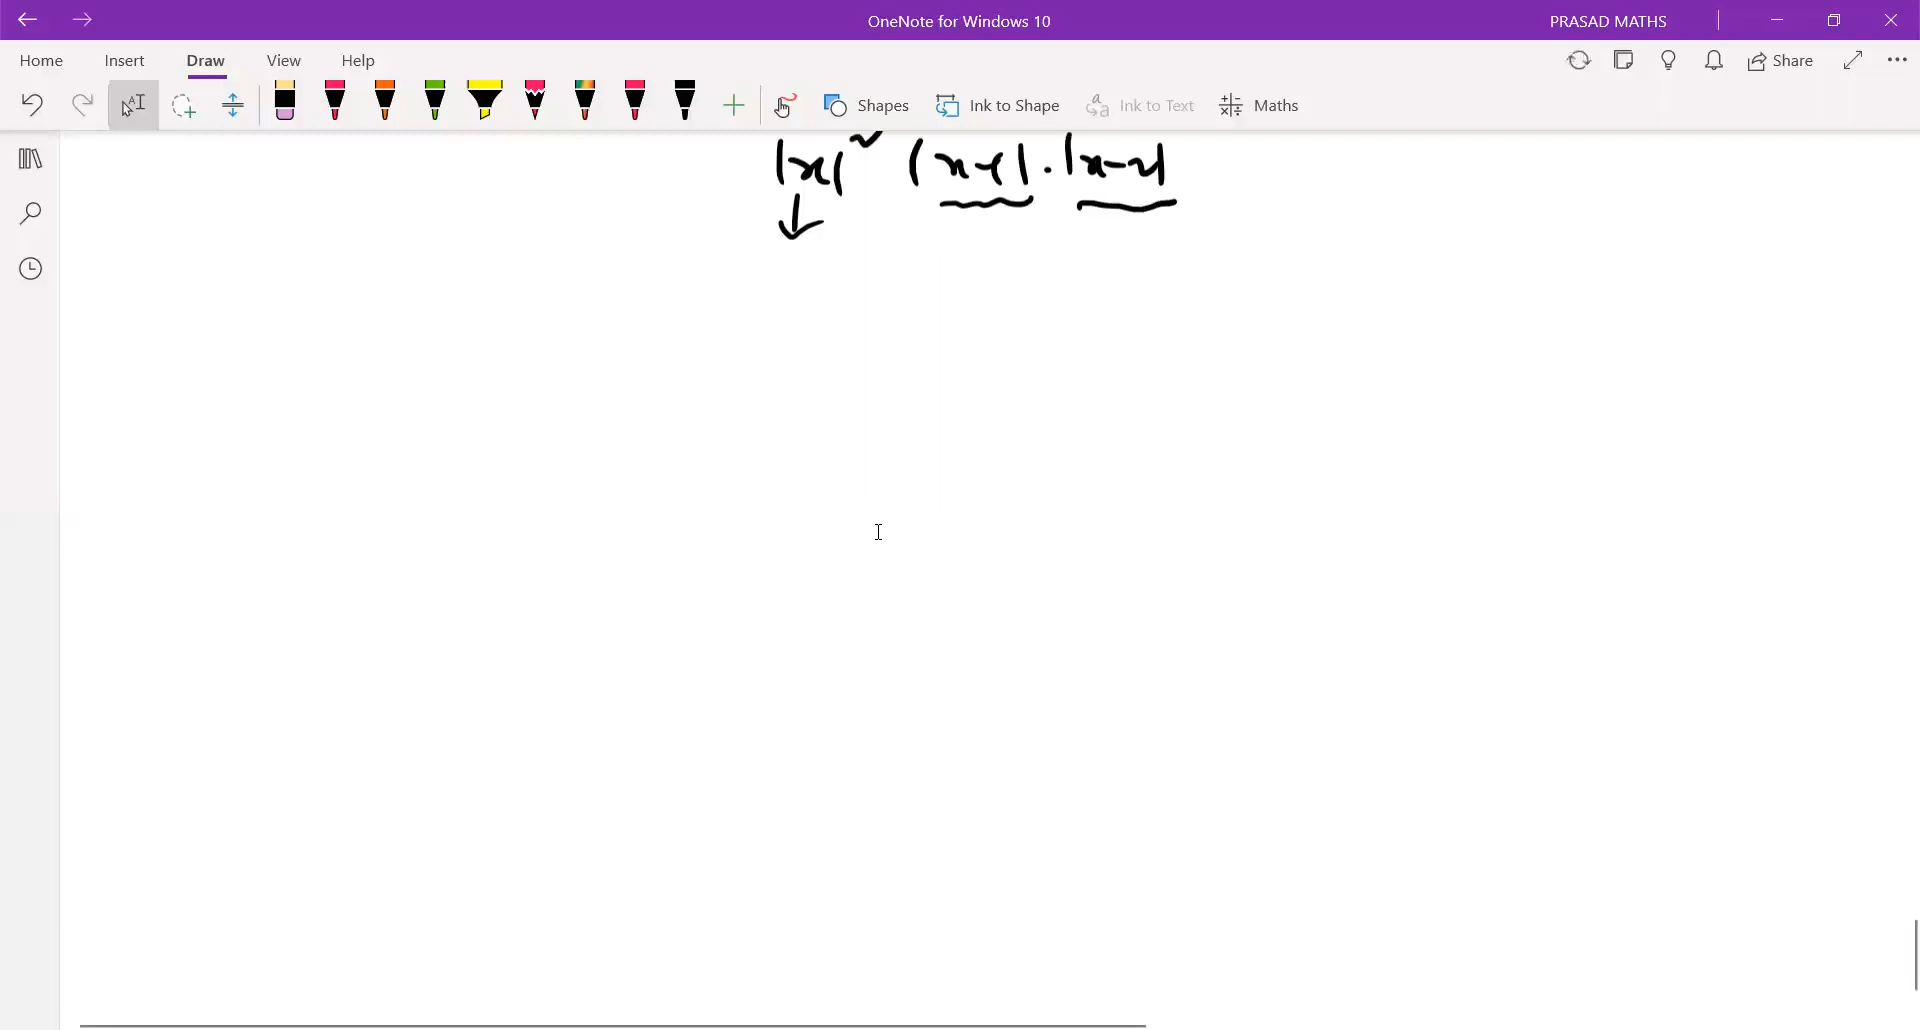 OneNote for Windows 10
PRASAD MATHS
Home Insert Draw View Help
Share
Shapes Ink to Shape Ink to Text Maths
|x| |x-1|.|x-2|